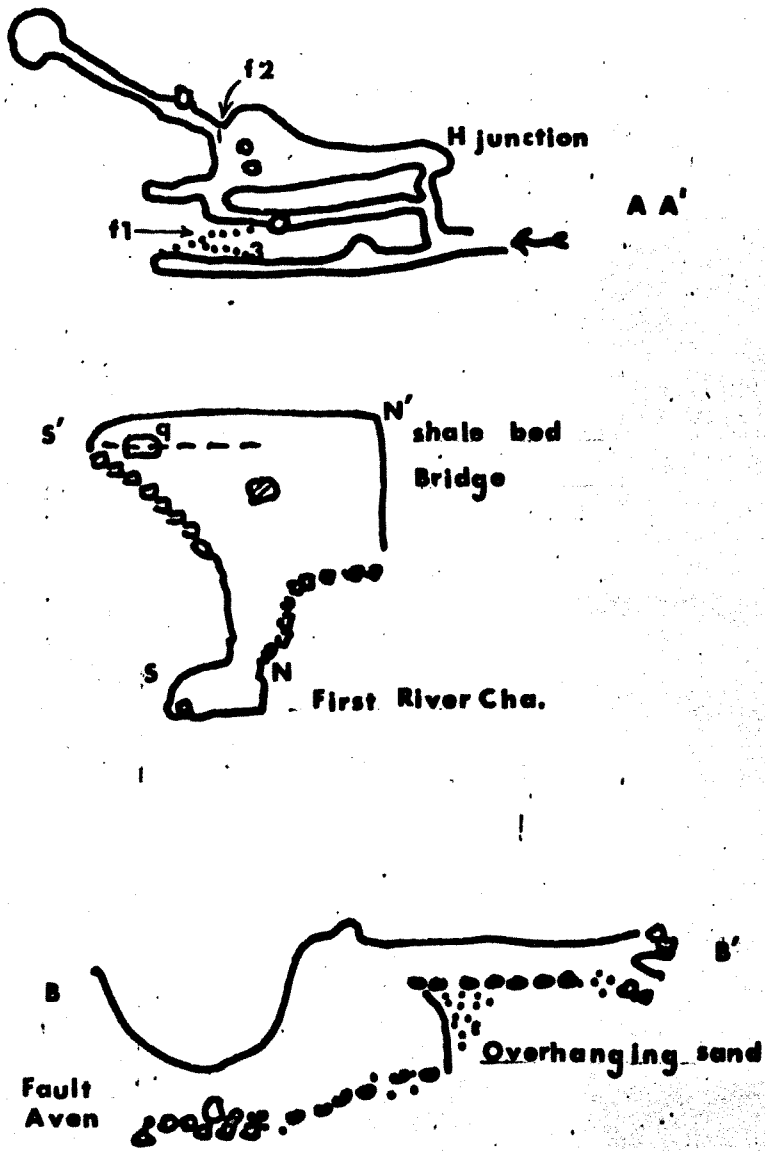 f2
H junction
A A'
f1
3
S'
q
N'
shale bed
Bridge
S
N
First River Cha.
B
B'
Overhanging sand
Fault
Aven